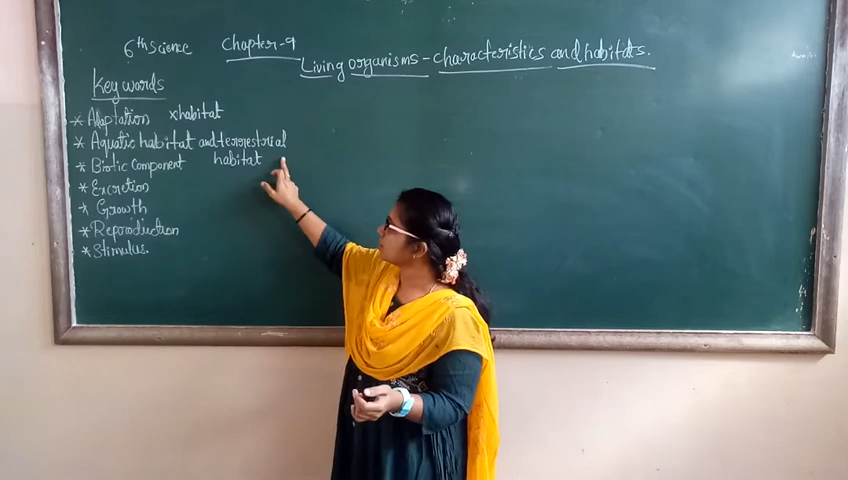 6th Science Chapter-9
Living organisms - characteristics and habitats.
Key words
* Adaptation x habitat
* Aquatic habitat and terrestrial
habitat
* Biotic component
* Excretion
* Growth
* Reproduction
* Stimulus.